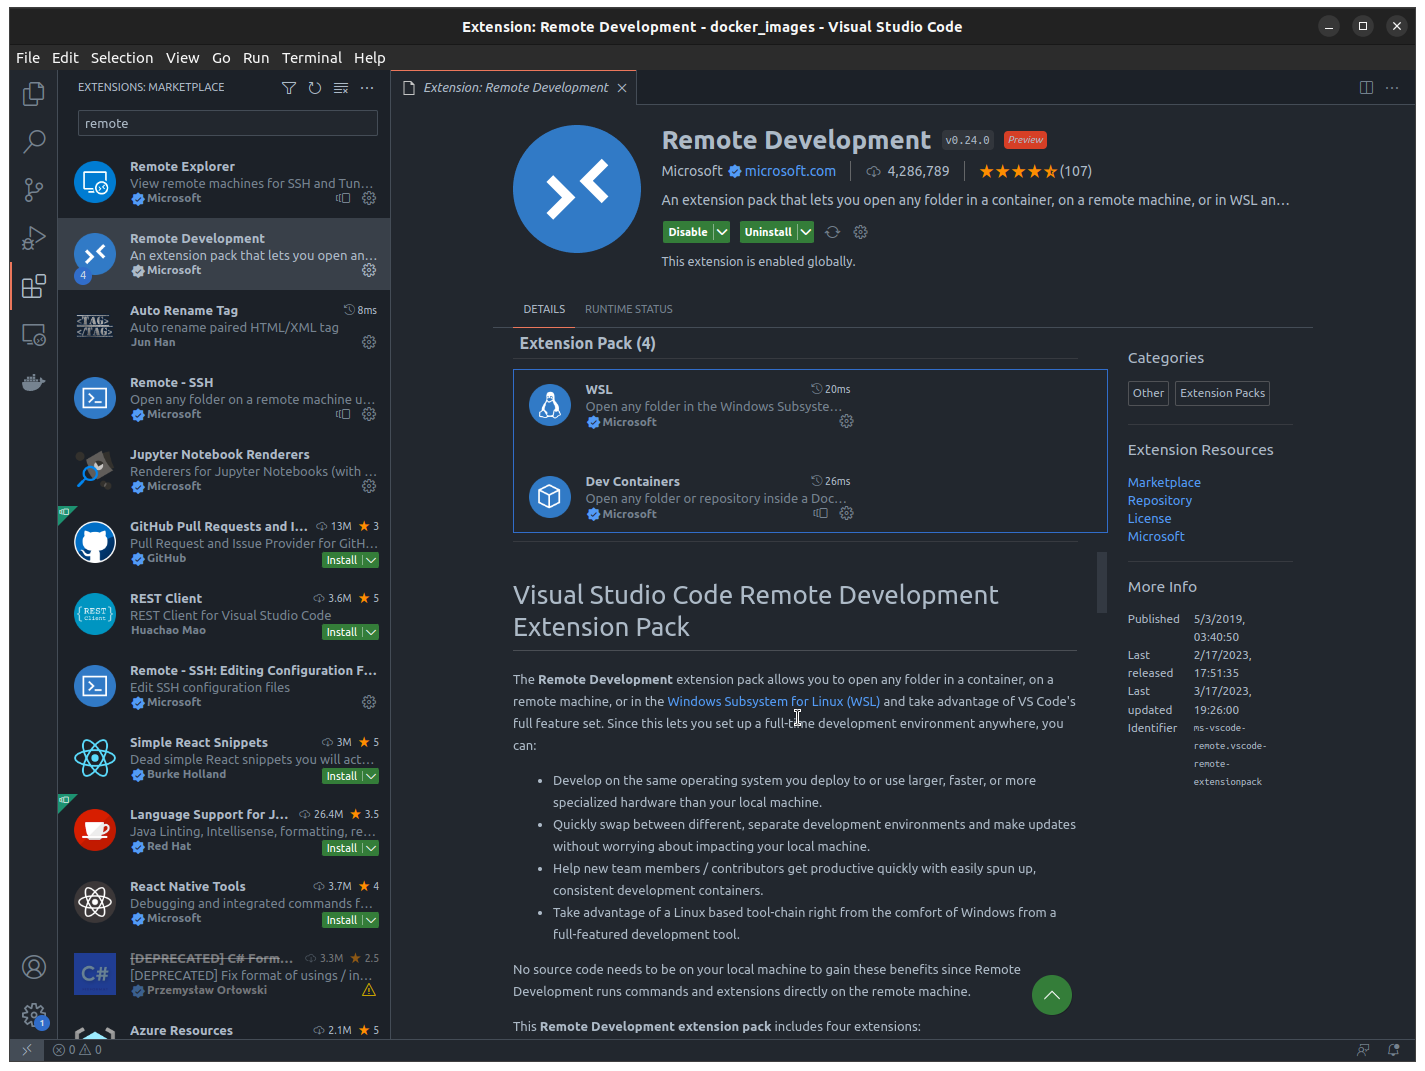 Extension: Remote Development - docker_images - Visual Studio Code
File Edit Selection View Go Run Terminal Help
EXTENSIONS: MARKETPLACE
remote
Remote Explorer
View remote machines for SSH and Tun...
Microsoft
Remote Development
An extension pack that lets you open an...
Microsoft
4
Auto Rename Tag 8ms
Auto rename paired HTML/XML tag
Jun Han
<TAG>
</TAG>
Remote - SSH
Open any folder on a remote machine u...
Microsoft
Jupyter Notebook Renderers
Renderers for Jupyter Notebooks (with ...
Microsoft
GitHub Pull Requests and I... 13M ★ 3
Pull Request and Issue Provider for GitH...
GitHub
Install
REST Client 3.6M ★ 5
REST Client for Visual Studio Code
Huachao Mao
Install
{REST}
Client
Remote - SSH: Editing Configuration F...
Edit SSH configuration files
Microsoft
Simple React Snippets 3M ★ 5
Dead simple React snippets you will act...
Burke Holland
Install
Language Support for J... 26.4M ★ 3.5
Java Linting, Intellisense, formatting, re...
Red Hat
Install
React Native Tools 3.7M ★ 4
Debugging and integrated commands f...
Microsoft
Install
C#
[DEPRECATED] C# Form... 3.3M ★ 2.5
[DEPRECATED] Fix format of usings / in...
Przemysław Orłowski
Azure Resources 2.1M ★ 5
1
0 0
Extension: Remote Development
Remote Development v0.24.0 Preview
Microsoft microsoft.com 4,286,789 (107)
An extension pack that lets you open any folder in a container, on a remote machine, or in WSL an...
Disable Uninstall
This extension is enabled globally.
DETAILS RUNTIME STATUS
Extension Pack (4)
WSL 20ms
Open any folder in the Windows Subsyste...
Microsoft
Dev Containers 26ms
Open any folder or repository inside a Doc...
Microsoft
Visual Studio Code Remote Development
Extension Pack
The Remote Development extension pack allows you to open any folder in a container, on a
remote machine, or in the Windows Subsystem for Linux (WSL) and take advantage of VS Code's
full feature set. Since this lets you set up a full-time development environment anywhere, you
can:
• Develop on the same operating system you deploy to or use larger, faster, or more
specialized hardware than your local machine.
• Quickly swap between different, separate development environments and make updates
without worrying about impacting your local machine.
• Help new team members / contributors get productive quickly with easily spun up,
consistent development containers.
• Take advantage of a Linux based tool-chain right from the comfort of Windows from a
full-featured development tool.
No source code needs to be on your local machine to gain these benefits since Remote
Development runs commands and extensions directly on the remote machine.
This Remote Development extension pack includes four extensions:
Categories
Other Extension Packs
Extension Resources
Marketplace
Repository
License
Microsoft
More Info
Published 5/3/2019,
03:40:50
Last 2/17/2023,
released 17:51:35
Last 3/17/2023,
updated 19:26:00
Identifier ms-vscode-
remote.vscode-
remote-
extensionpack